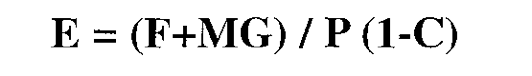 E = (F+MG) / P (1-C)